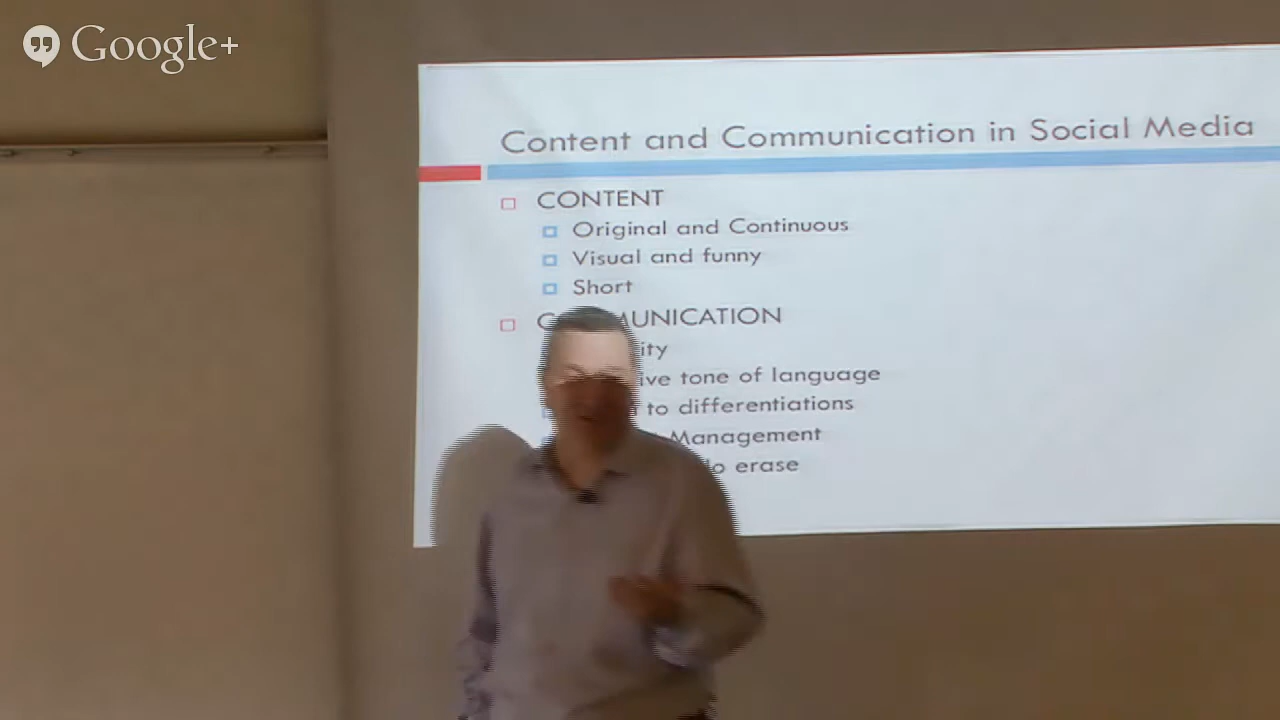 Google+
Content and Communication in Social Media
CONTENT
Original and Continuous
Visual and funny
Short
UNICATION
ity
ive tone of language
to differentiations
Management
erase